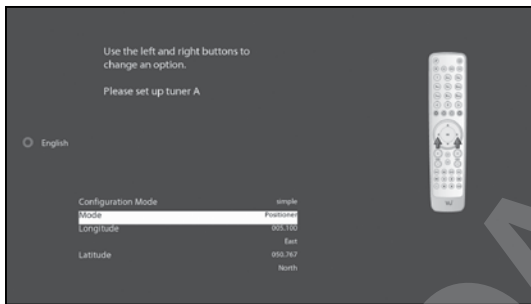 Use the left and right buttons to
change an option.
Please set up tuner A
English
Configuration Mode simple
Mode Positioner
Longitude 005.100
East
Latitude 050.767
North